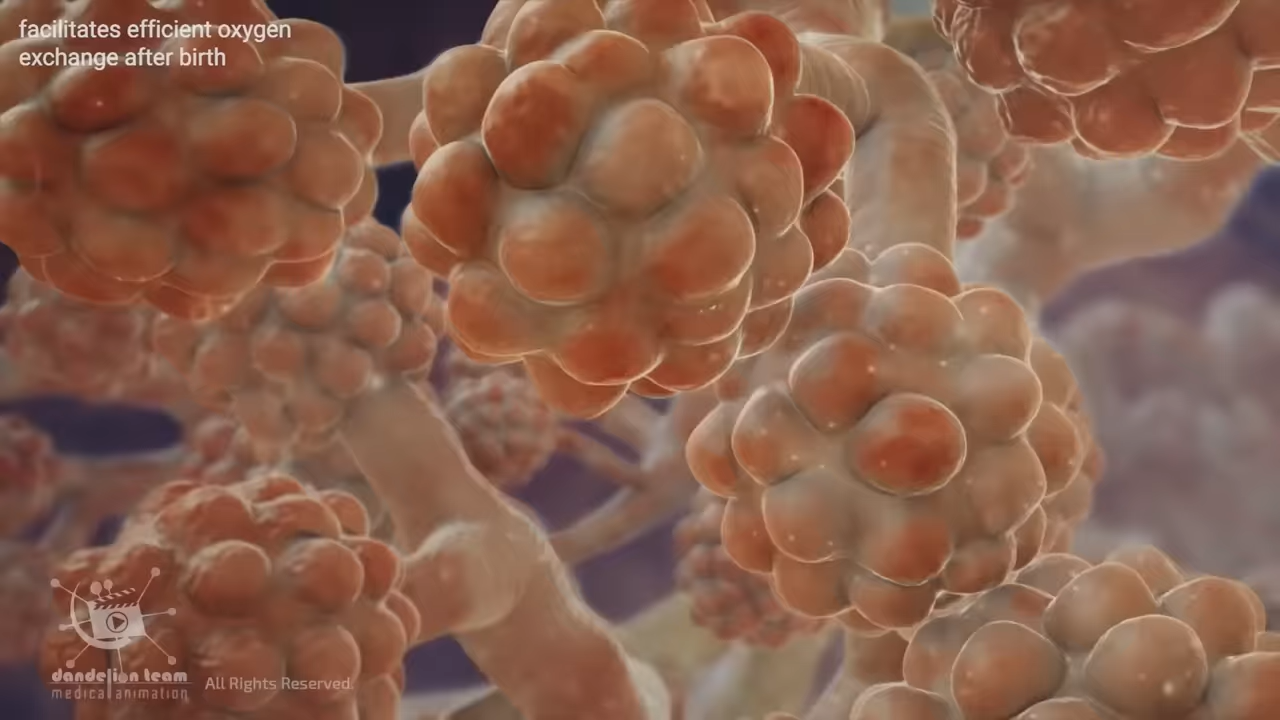 facilitates efficient oxygen
exchange after birth
dandelion team
medical animation
All Rights Reserved.